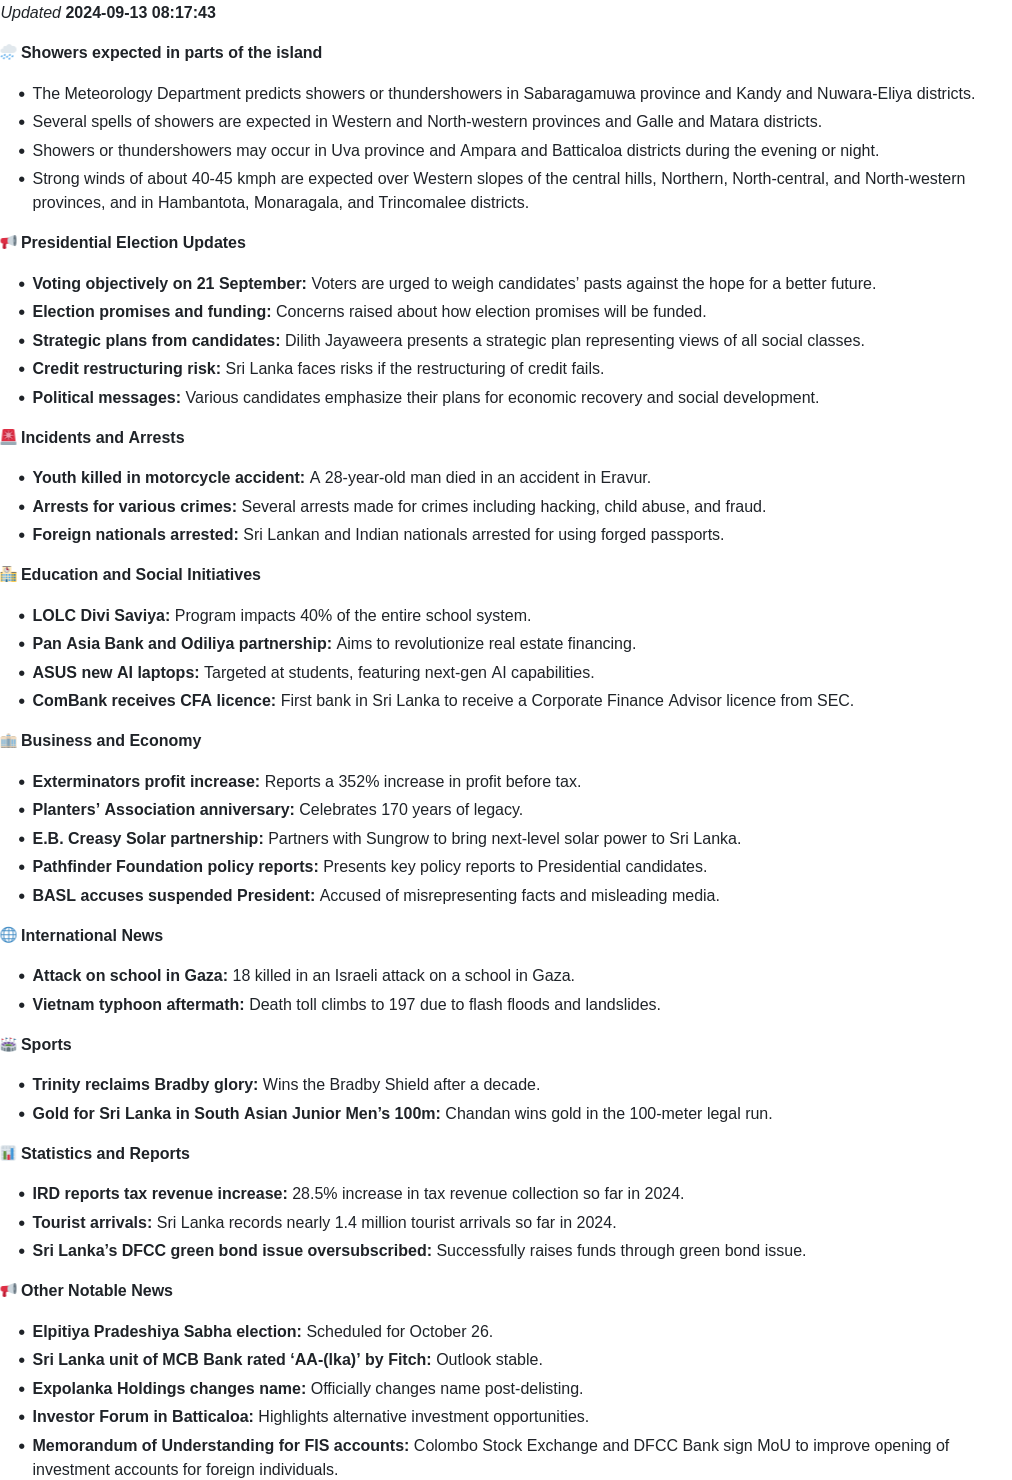 Updated 2024-09-13 08:17:43
🌧️ Showers expected in parts of the island
• The Meteorology Department predicts showers or thundershowers in Sabaragamuwa province and Kandy and Nuwara-Eliya districts.
• Several spells of showers are expected in Western and North-western provinces and Galle and Matara districts.
• Showers or thundershowers may occur in Uva province and Ampara and Batticaloa districts during the evening or night.
• Strong winds of about 40-45 kmph are expected over Western slopes of the central hills, Northern, North-central, and North-western
provinces, and in Hambantota, Monaragala, and Trincomalee districts.
📢 Presidential Election Updates
• Voting objectively on 21 September: Voters are urged to weigh candidates’ pasts against the hope for a better future.
• Election promises and funding: Concerns raised about how election promises will be funded.
• Strategic plans from candidates: Dilith Jayaweera presents a strategic plan representing views of all social classes.
• Credit restructuring risk: Sri Lanka faces risks if the restructuring of credit fails.
• Political messages: Various candidates emphasize their plans for economic recovery and social development.
🚨 Incidents and Arrests
• Youth killed in motorcycle accident: A 28-year-old man died in an accident in Eravur.
• Arrests for various crimes: Several arrests made for crimes including hacking, child abuse, and fraud.
• Foreign nationals arrested: Sri Lankan and Indian nationals arrested for using forged passports.
🏫 Education and Social Initiatives
• LOLC Divi Saviya: Program impacts 40% of the entire school system.
• Pan Asia Bank and Odiliya partnership: Aims to revolutionize real estate financing.
• ASUS new AI laptops: Targeted at students, featuring next-gen AI capabilities.
• ComBank receives CFA licence: First bank in Sri Lanka to receive a Corporate Finance Advisor licence from SEC.
💼 Business and Economy
• Exterminators profit increase: Reports a 352% increase in profit before tax.
• Planters’ Association anniversary: Celebrates 170 years of legacy.
• E.B. Creasy Solar partnership: Partners with Sungrow to bring next-level solar power to Sri Lanka.
• Pathfinder Foundation policy reports: Presents key policy reports to Presidential candidates.
• BASL accuses suspended President: Accused of misrepresenting facts and misleading media.
🌐 International News
• Attack on school in Gaza: 18 killed in an Israeli attack on a school in Gaza.
• Vietnam typhoon aftermath: Death toll climbs to 197 due to flash floods and landslides.
🏟️ Sports
• Trinity reclaims Bradby glory: Wins the Bradby Shield after a decade.
• Gold for Sri Lanka in South Asian Junior Men’s 100m: Chandan wins gold in the 100-meter legal run.
📊 Statistics and Reports
• IRD reports tax revenue increase: 28.5% increase in tax revenue collection so far in 2024.
• Tourist arrivals: Sri Lanka records nearly 1.4 million tourist arrivals so far in 2024.
• Sri Lanka’s DFCC green bond issue oversubscribed: Successfully raises funds through green bond issue.
📢 Other Notable News
• Elpitiya Pradeshiya Sabha election: Scheduled for October 26.
• Sri Lanka unit of MCB Bank rated ‘AA-(lka)’ by Fitch: Outlook stable.
• Expolanka Holdings changes name: Officially changes name post-delisting.
• Investor Forum in Batticaloa: Highlights alternative investment opportunities.
• Memorandum of Understanding for FIS accounts: Colombo Stock Exchange and DFCC Bank sign MoU to improve opening of
investment accounts for foreign individuals.